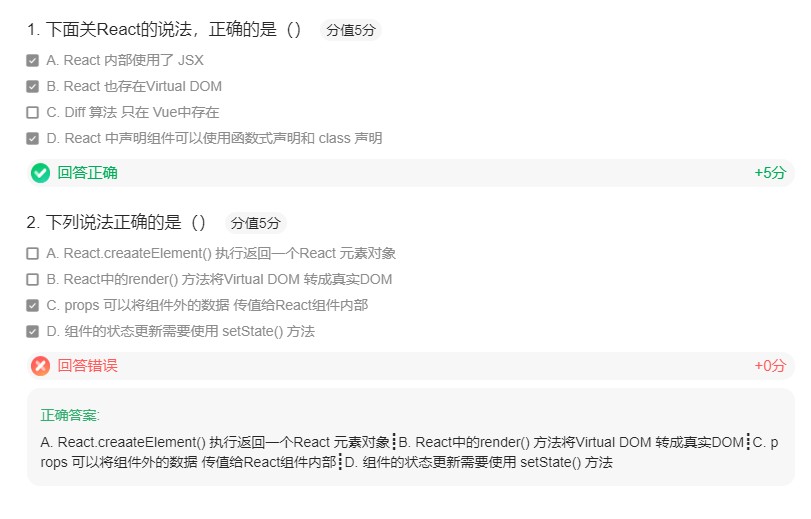 1. 下面关React的说法，正确的是（） 分值5分
A. React 内部使用了 JSX
B. React 也存在Virtual DOM
C. Diff 算法 只在 Vue中存在
D. React 中声明组件可以使用函数式声明和 class 声明
回答正确 +5分
2. 下列说法正确的是（） 分值5分
A. React.creaateElement() 执行返回一个React 元素对象
B. React中的render() 方法将Virtual DOM 转成真实DOM
C. props 可以将组件外的数据 传值给React组件内部
D. 组件的状态更新需要使用 setState() 方法
回答错误 +0分
正确答案:
A. React.creaateElement() 执行返回一个React 元素对象┋B. React中的render() 方法将Virtual DOM 转成真实DOM┋C. p
rops 可以将组件外的数据 传值给React组件内部┋D. 组件的状态更新需要使用 setState() 方法